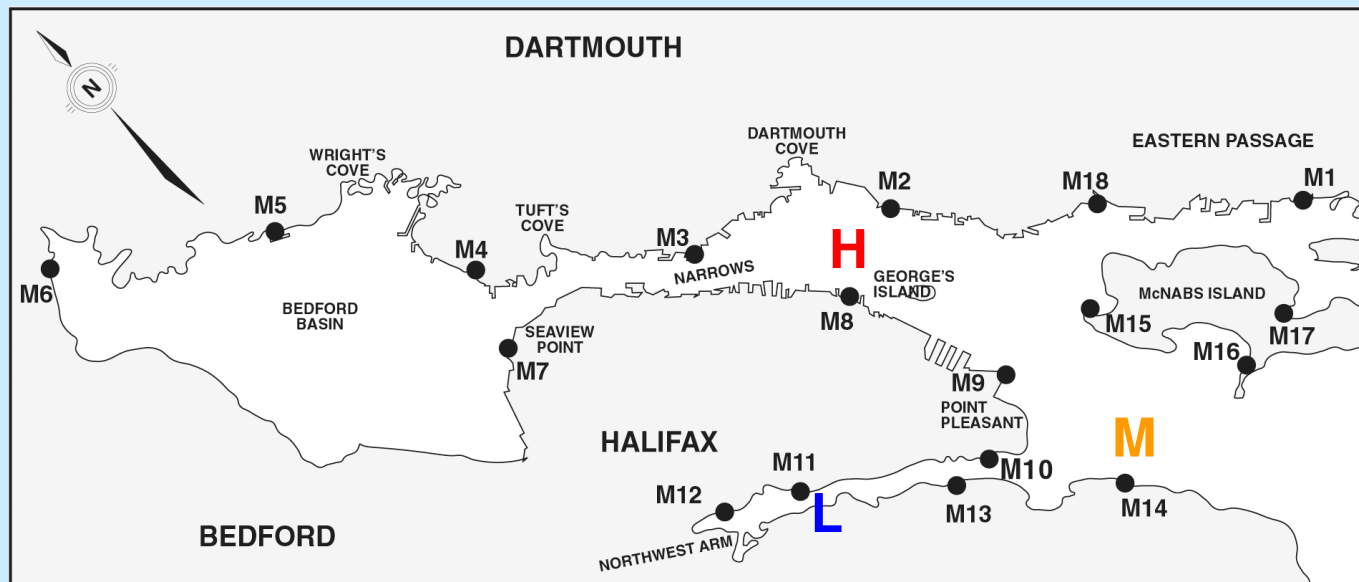 DARTMOUTH
N
DARTMOUTH
COVE
EASTERN PASSAGE
WRIGHT'S
COVE
M2
M18
M1
M5
TUFT'S
COVE
M3
M4
H
NARROWS
GEORGE'S
ISLAND
M6
BEDFORD
BASIN
McNABS ISLAND
M8
M15
SEAVIEW
POINT
M17
M7
M16
M9
POINT
PLEASANT
HALIFAX
M
M11
M10
M12
L
M13
M14
BEDFORD
NORTHWEST ARM